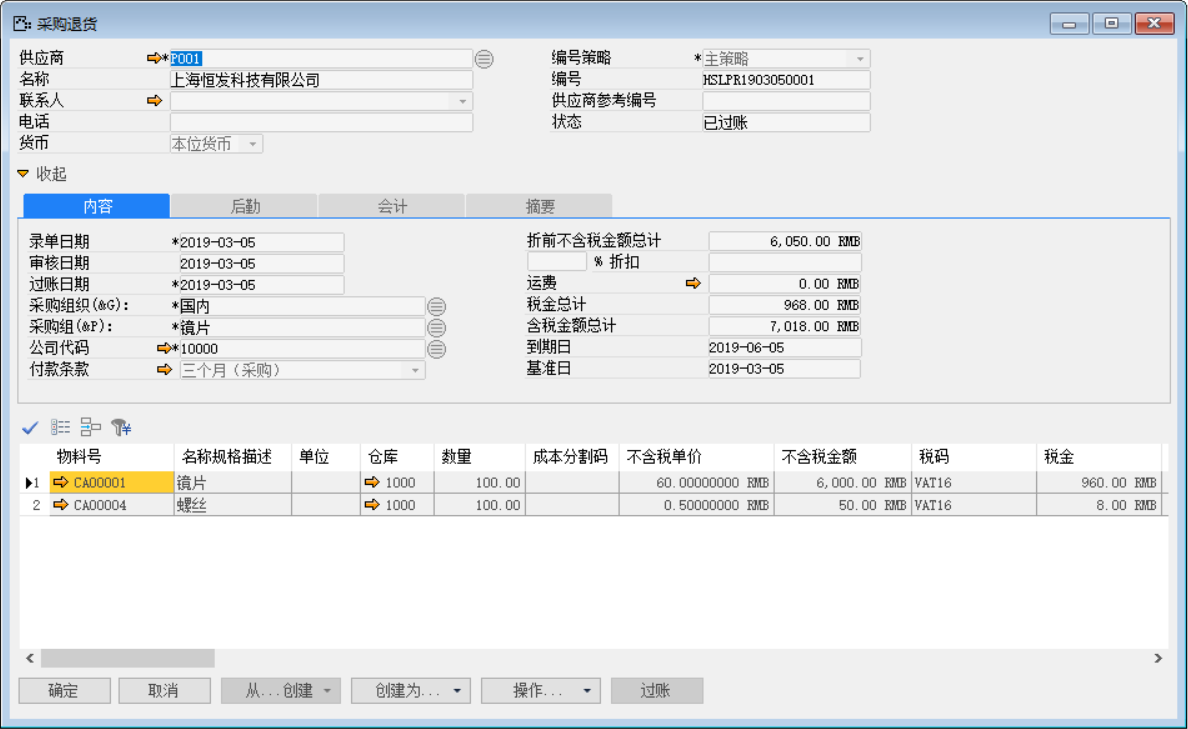 采购退货
供应商 *P001 编号策略 *主策略
名称 上海恒发科技有限公司 编号 HSLPR1903050001
联系人 供应商参考编号
电话 状态 已过账
货币 本位货币
收起
内容 后勤 会计 摘要
录单日期 *2019-03-05 折前不含税金额总计 6,050.00 RMB
审核日期 2019-03-05 % 折扣
过账日期 *2019-03-05 运费 0.00 RMB
采购组织(&G): *国内 税金总计 968.00 RMB
采购组(&P): *镜片 含税金额总计 7,018.00 RMB
公司代码 *10000 到期日 2019-06-05
付款条款 三个月（采购） 基准日 2019-03-05
物料号 名称规格描述 单位 仓库 数量 成本分割码 不含税单价 不含税金额 税码 税金
1 CA00001 镜片 1000 100.00 60.00000000 RMB 6,000.00 RMB VAT16 960.00 RMB
2 CA00004 螺丝 1000 100.00 0.50000000 RMB 50.00 RMB VAT16 8.00 RMB
确定 取消 从...创建 创建为... 操作... 过账